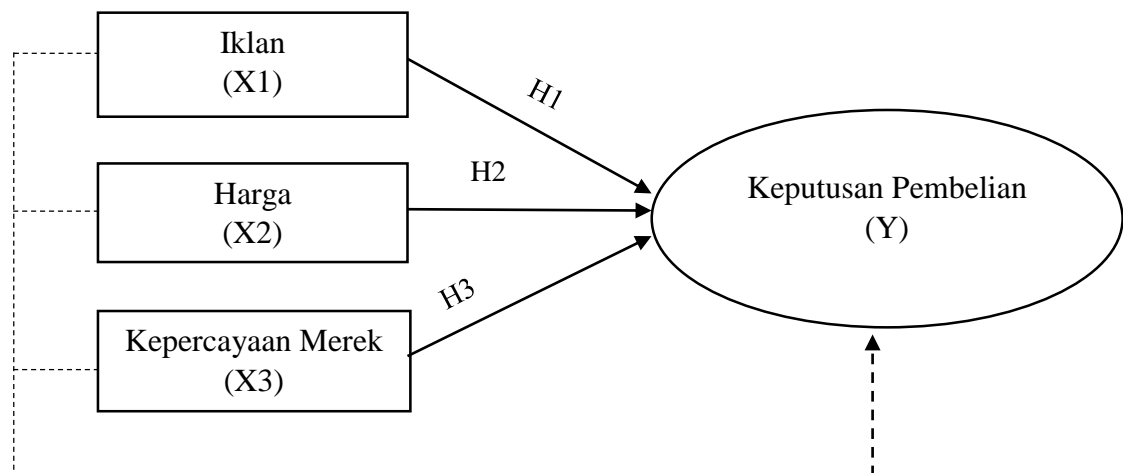 Iklan
(X1)
H1
Harga
(X2)
H2
Keputusan Pembelian
(Y)
H3
Kepercayaan Merek
(X3)